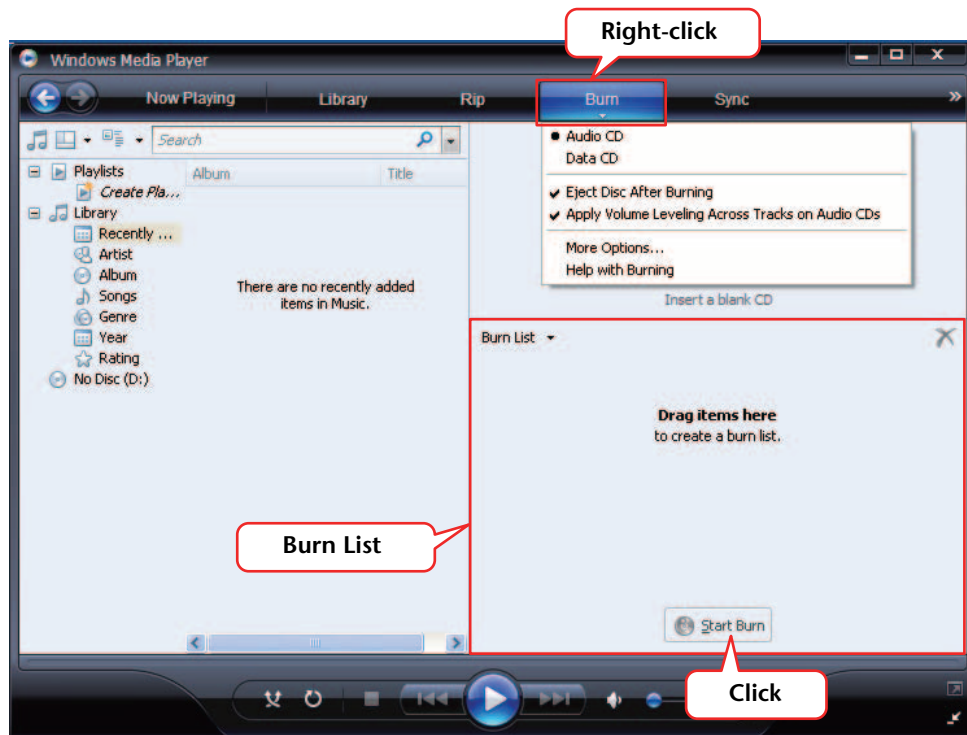 Right-click
Windows Media Player
Now Playing Library Rip Burn Sync »
Search
Playlists
Create Pla...
Library
Recently ...
Artist
Album
Songs
Genre
Year
Rating
No Disc (D:)
Album Title
There are no recently added
items in Music.
Audio CD
Data CD
Eject Disc After Burning
Apply Volume Leveling Across Tracks on Audio CDs
More Options...
Help with Burning
Insert a blank CD
Burn List
Drag items here
to create a burn list.
Burn List
Start Burn
Click